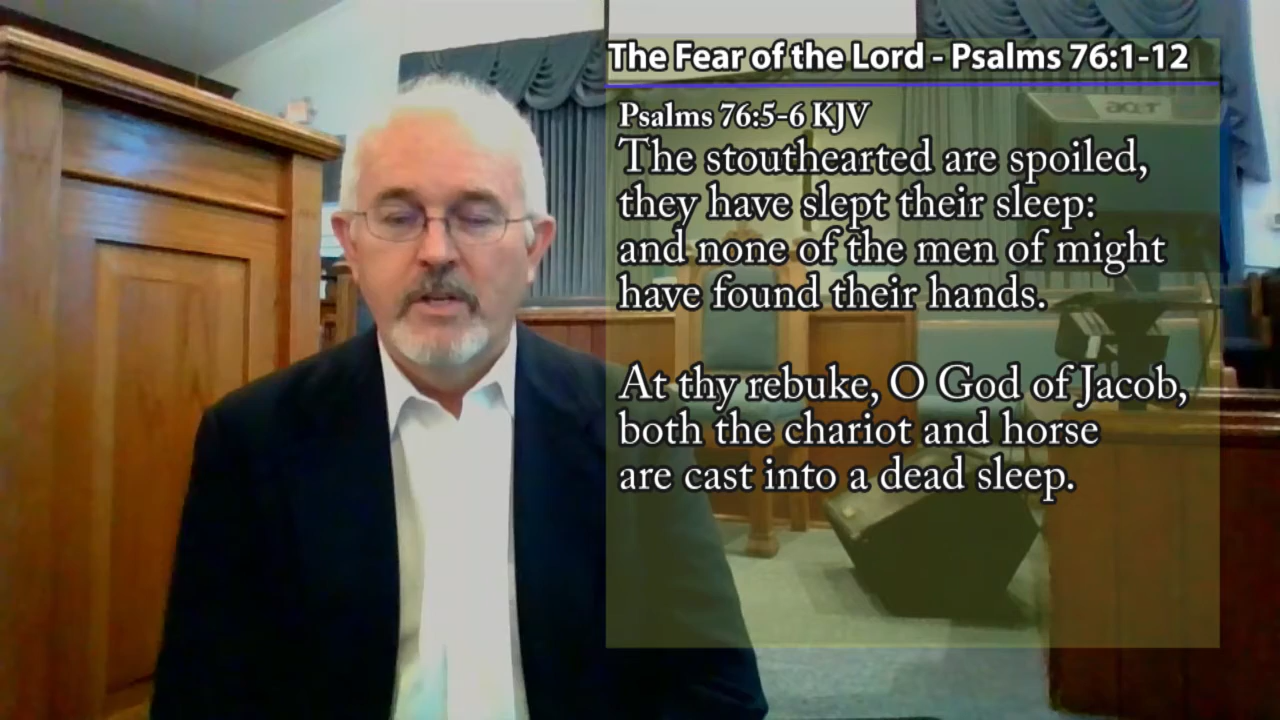 The Fear of the Lord - Psalms 76:1-12
Psalms 76:5-6 KJV
The stouthearted are spoiled,
they have slept their sleep:
and none of the men of might
have found their hands.
At thy rebuke, O God of Jacob,
both the chariot and horse
are cast into a dead sleep.